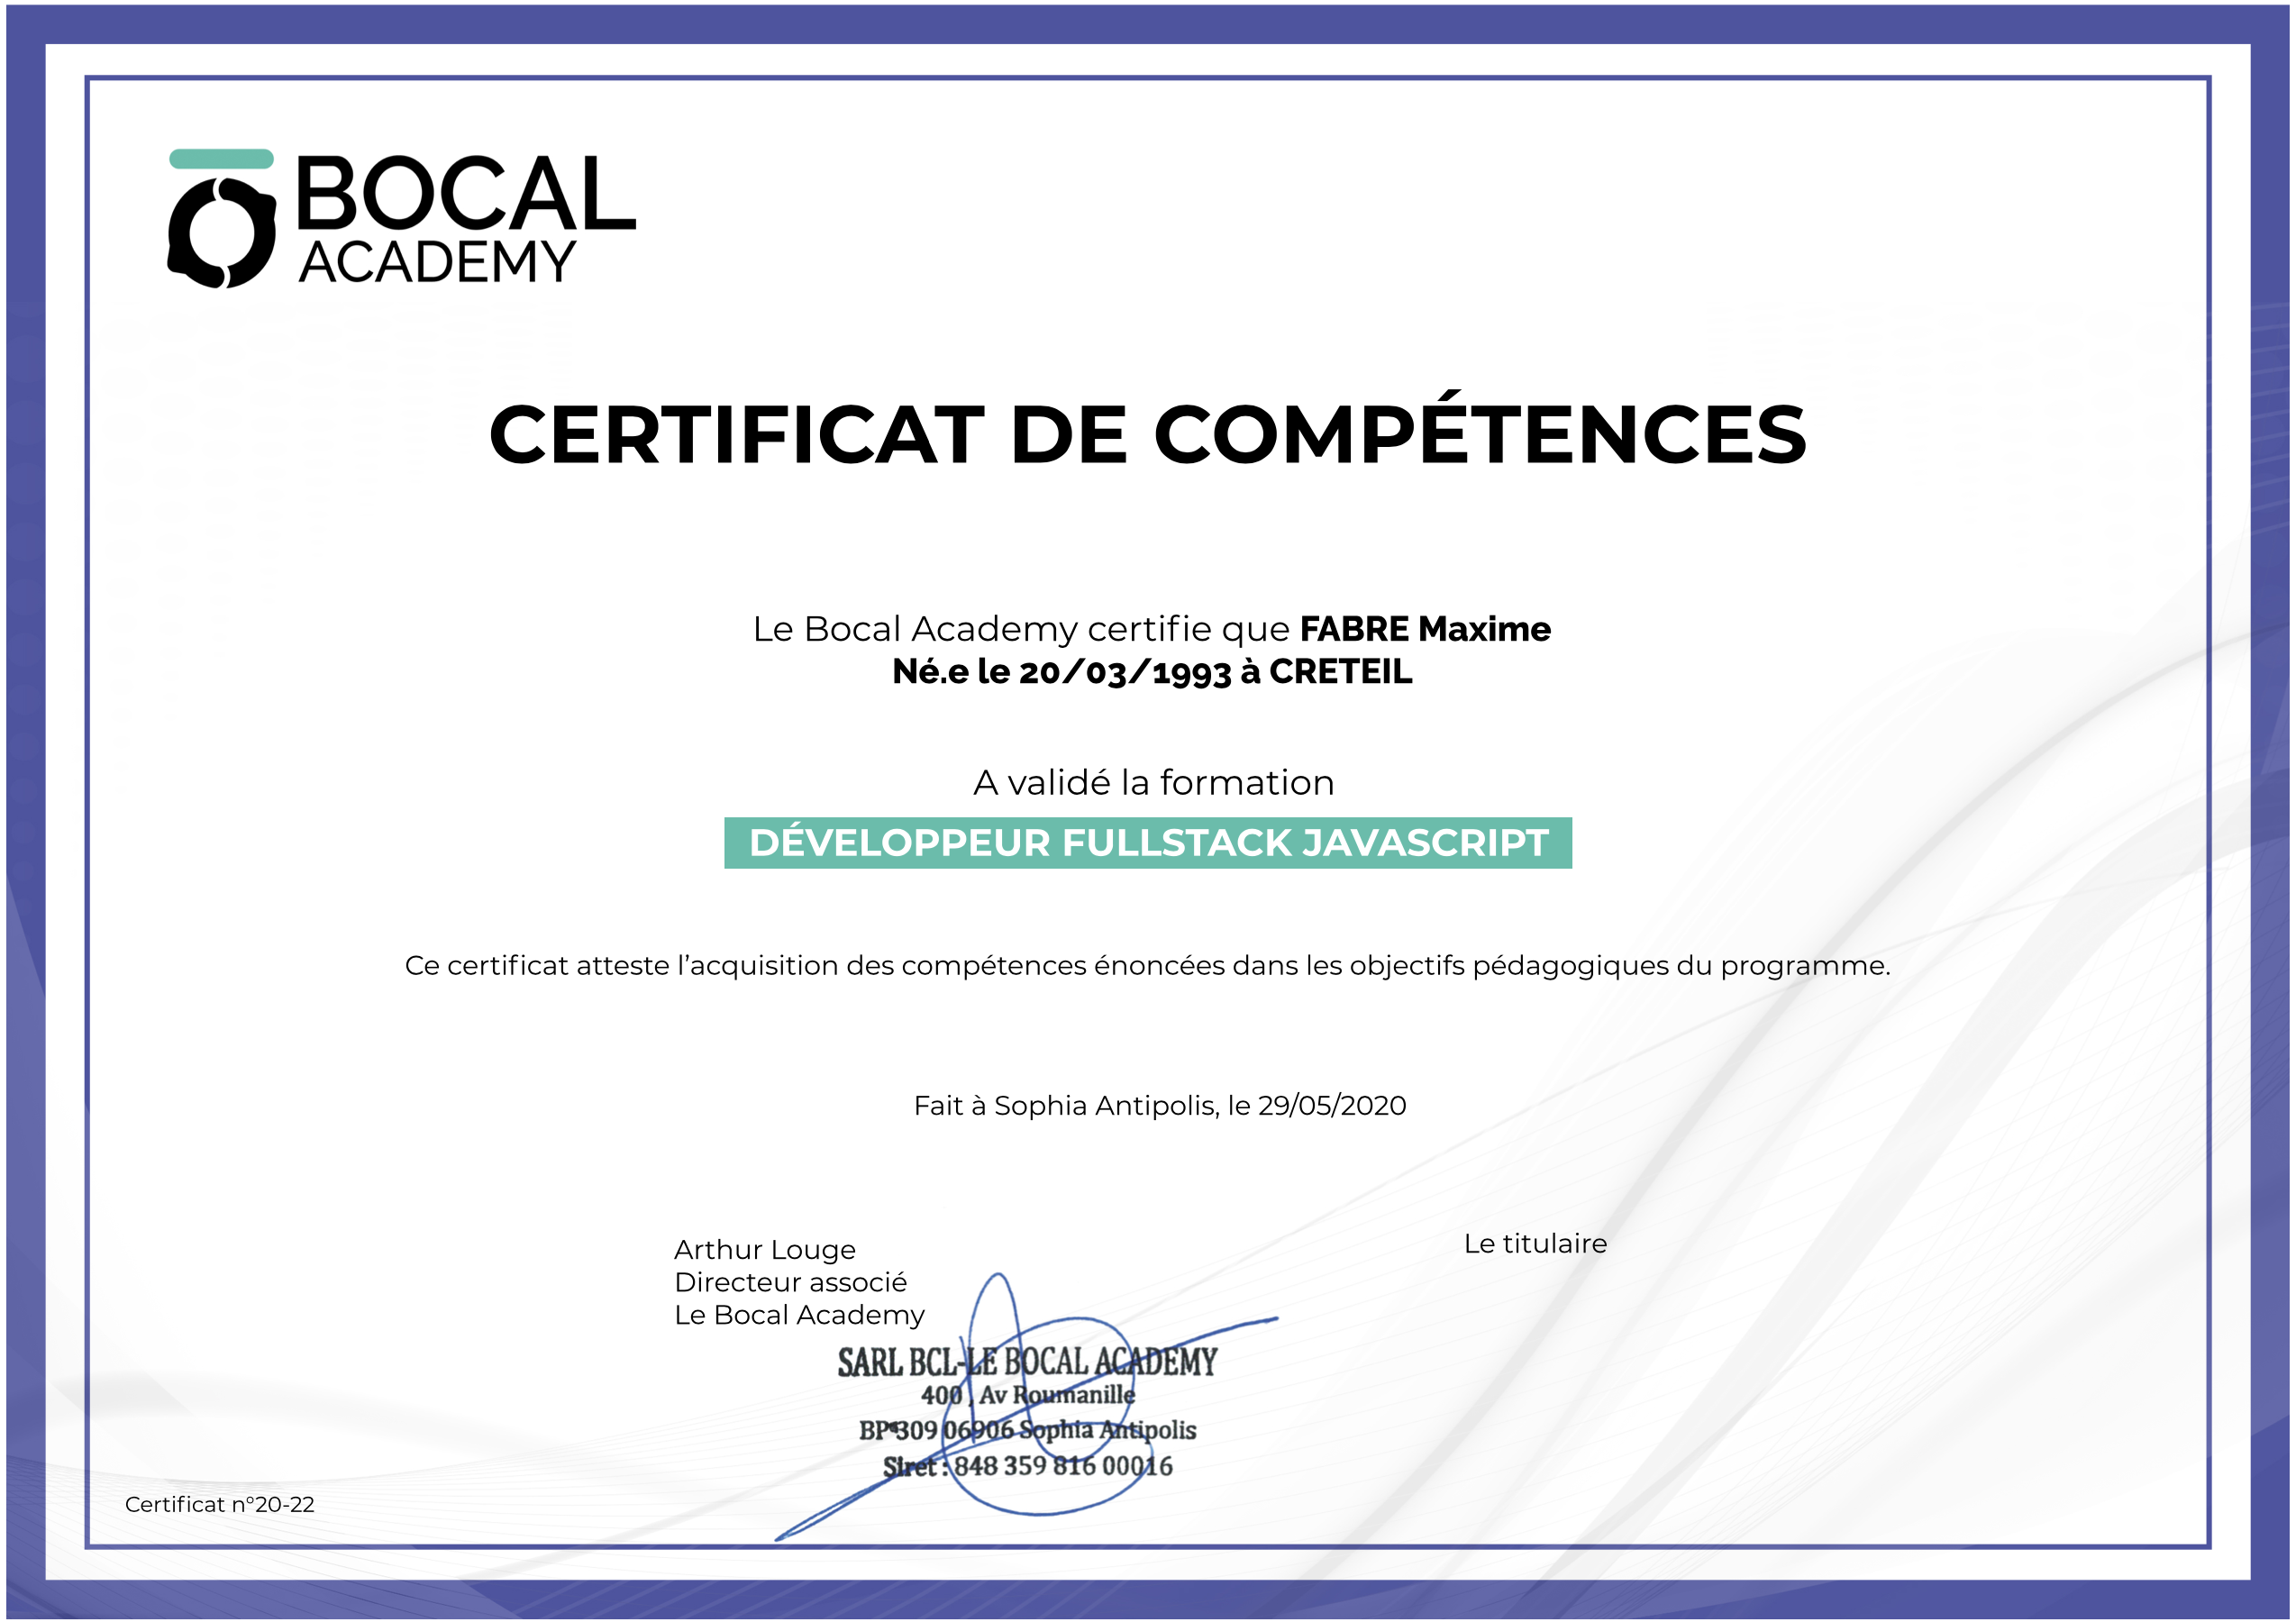 BOCAL
ACADEMY
CERTIFICAT DE COMPÉTENCES
Le Bocal Academy certifie que FABRE Maxime
Né.e le 20/03/1993 à CRETEIL
A validé la formation
DÉVELOPPEUR FULLSTACK JAVASCRIPT
Ce certificat atteste l’acquisition des compétences énoncées dans les objectifs pédagogiques du programme.
Fait à Sophia Antipolis, le 29/05/2020
Arthur Louge
Directeur associé
Le Bocal Academy
Le titulaire
SARL BCL-LE BOCAL ACADEMY
400 , Av Roumanille
BP°309 06906 Sophia Antipolis
Siret : 848 359 816 00016
Certificat n°20-22